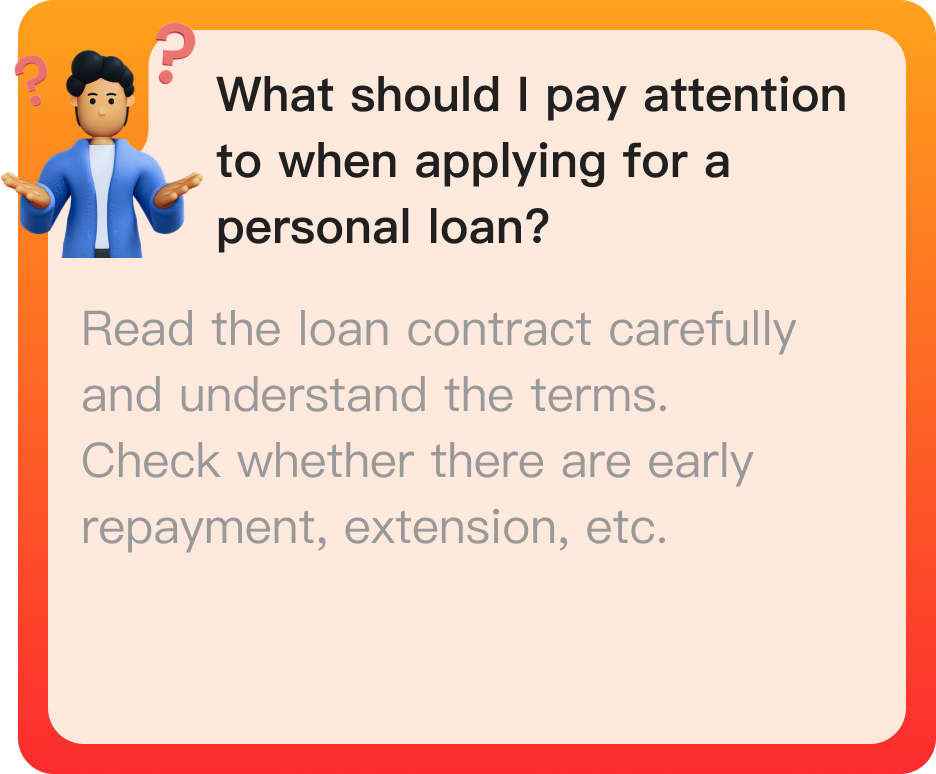 What should I pay attention
to when applying for a
personal loan?
Read the loan contract carefully
and understand the terms.
Check whether there are early
repayment, extension, etc.